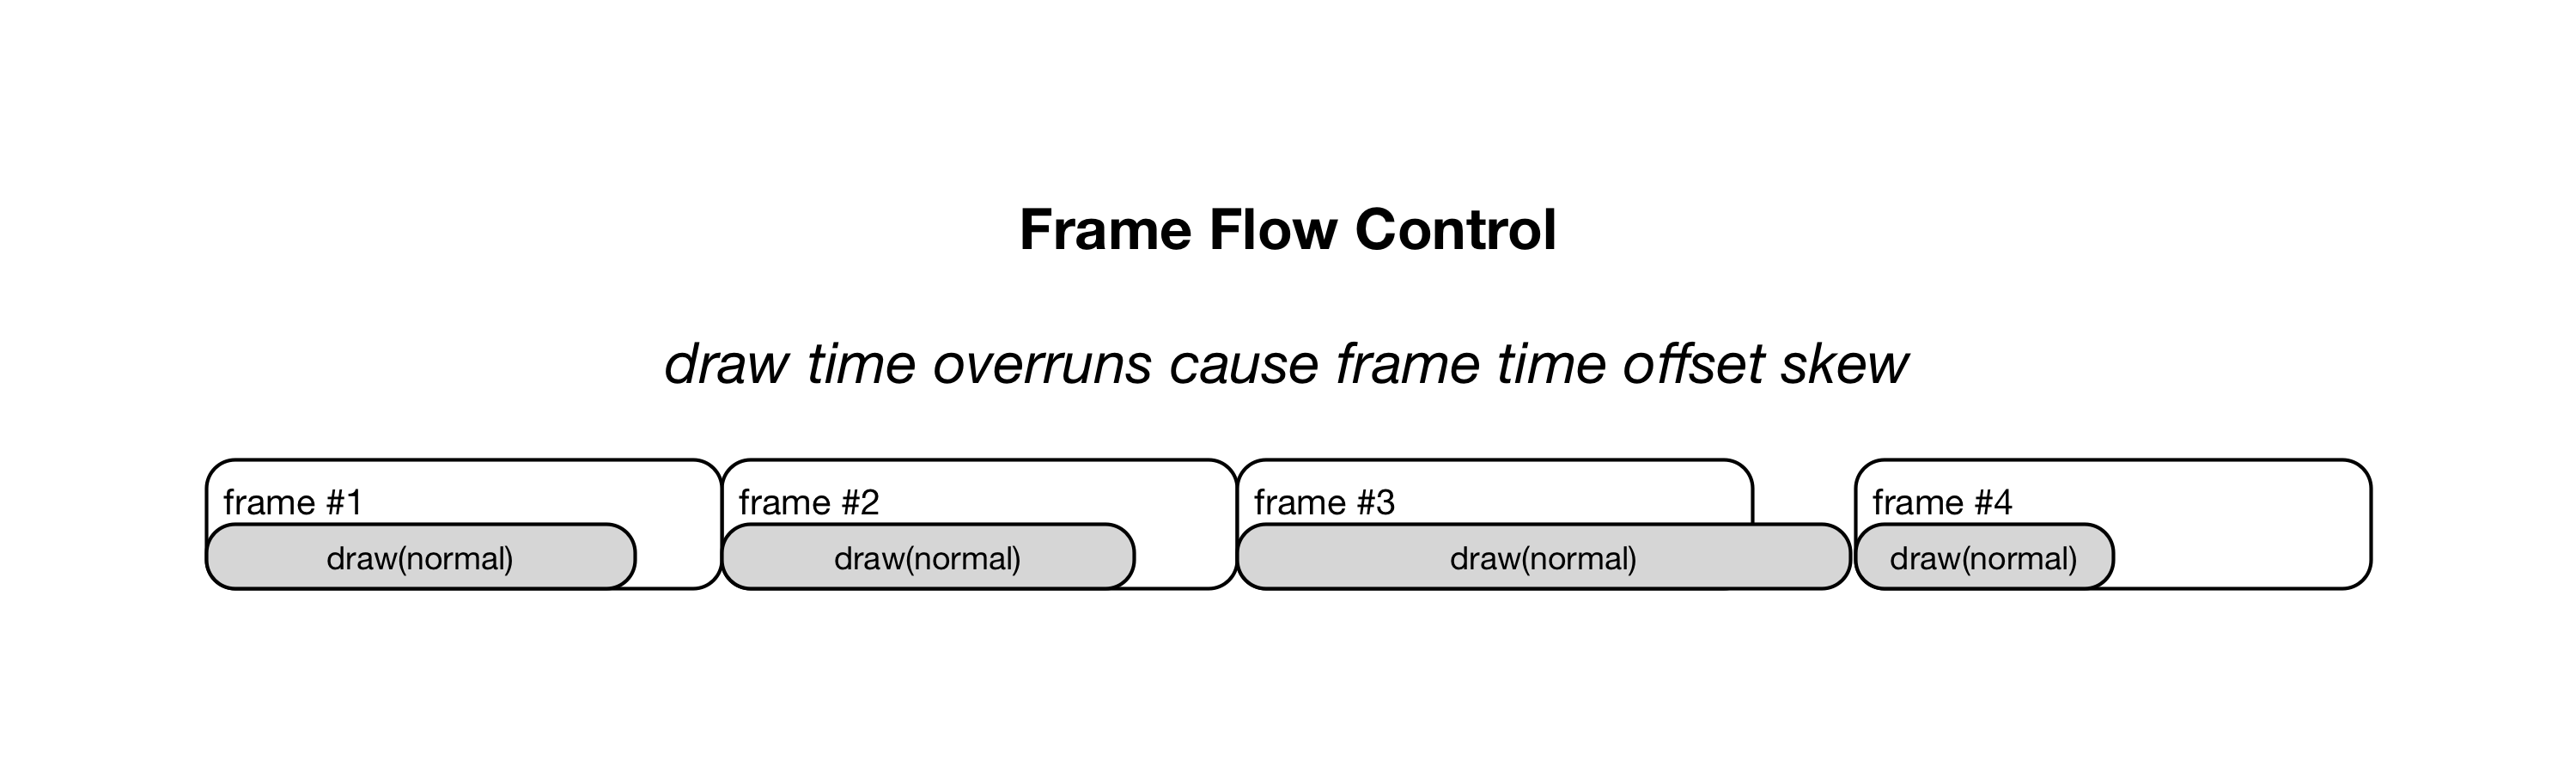 Frame Flow Control
draw time overruns cause frame time offset skew
frame #1
frame #2
frame #3
frame #4
draw(normal)
draw(normal)
draw(normal)
draw(normal)